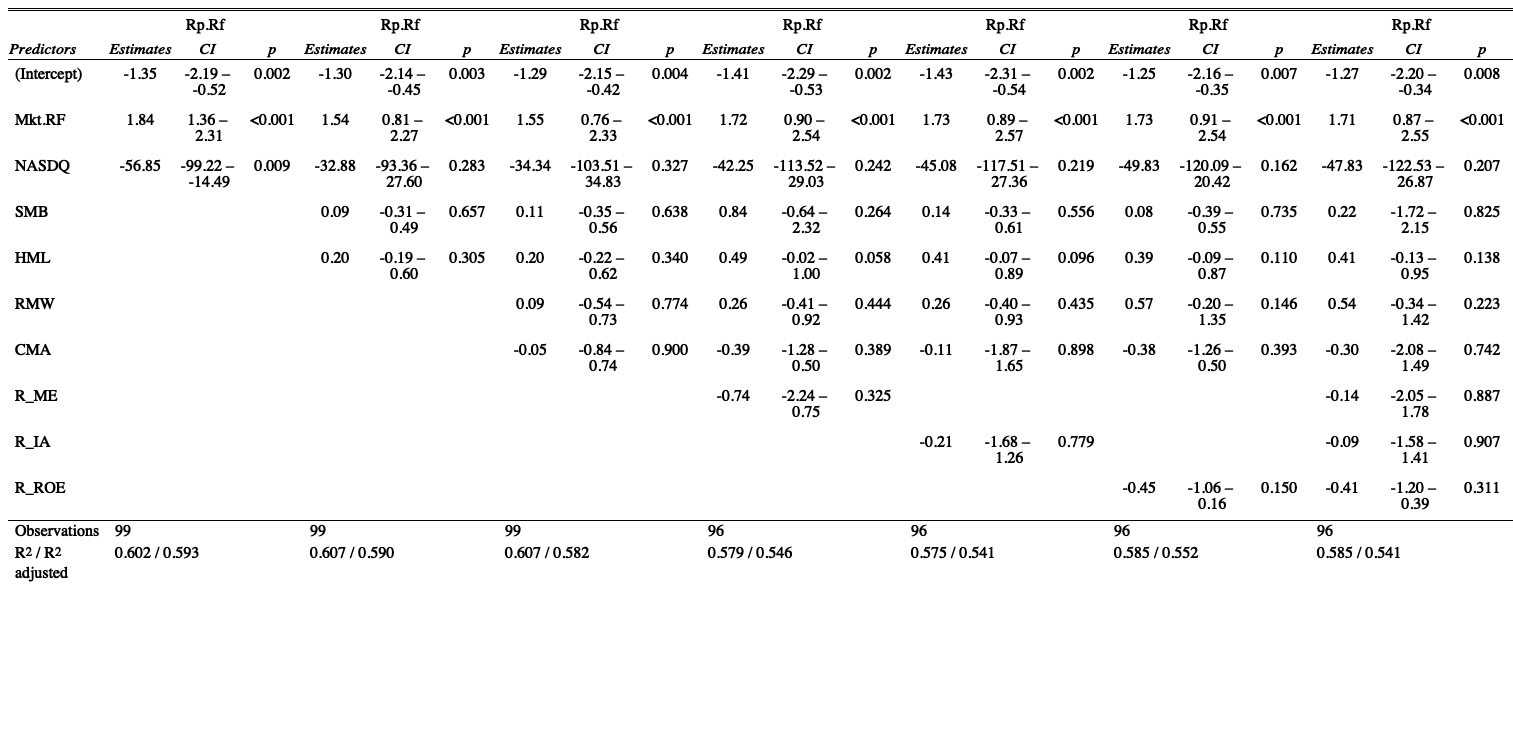 Rp.Rf Rp.Rf Rp.Rf Rp.Rf Rp.Rf Rp.Rf Rp.Rf
Predictors Estimates CI p Estimates CI p Estimates CI p Estimates CI p Estimates CI p Estimates CI p Estimates CI p
(Intercept) -1.35 -2.19 – 0.002 -1.30 -2.14 – 0.003 -1.29 -2.15 – 0.004 -1.41 -2.29 – 0.002 -1.43 -2.31 – 0.002 -1.25 -2.16 – 0.007 -1.27 -2.20 – 0.008
-0.52 -0.45 -0.42 -0.53 -0.54 -0.35 -0.34
Mkt.RF 1.84 1.36 – <0.001 1.54 0.81 – <0.001 1.55 0.76 – <0.001 1.72 0.90 – <0.001 1.73 0.89 – <0.001 1.73 0.91 – <0.001 1.71 0.87 – <0.001
2.31 2.27 2.33 2.54 2.57 2.54 2.55
NASDQ -56.85 -99.22 – 0.009 -32.88 -93.36 – 0.283 -34.34 -103.51 – 0.327 -42.25 -113.52 – 0.242 -45.08 -117.51 – 0.219 -49.83 -120.09 – 0.162 -47.83 -122.53 – 0.207
-14.49 27.60 34.83 29.03 27.36 20.42 26.87
SMB 0.09 -0.31 – 0.657 0.11 -0.35 – 0.638 0.84 -0.64 – 0.264 0.14 -0.33 – 0.556 0.08 -0.39 – 0.735 0.22 -1.72 – 0.825
0.49 0.56 2.32 0.61 0.55 2.15
HML 0.20 -0.19 – 0.305 0.20 -0.22 – 0.340 0.49 -0.02 – 0.058 0.41 -0.07 – 0.096 0.39 -0.09 – 0.110 0.41 -0.13 – 0.138
0.60 0.62 1.00 0.89 0.87 0.95
RMW 0.09 -0.54 – 0.774 0.26 -0.41 – 0.444 0.26 -0.40 – 0.435 0.57 -0.20 – 0.146 0.54 -0.34 – 0.223
0.73 0.92 0.93 1.35 1.42
CMA -0.05 -0.84 – 0.900 -0.39 -1.28 – 0.389 -0.11 -1.87 – 0.898 -0.38 -1.26 – 0.393 -0.30 -2.08 – 0.742
0.74 0.50 1.65 0.50 1.49
R_ME -0.74 -2.24 – 0.325 -0.14 -2.05 – 0.887
0.75 1.78
R_IA -0.21 -1.68 – 0.779 -0.09 -1.58 – 0.907
1.26 1.41
R_ROE -0.45 -1.06 – 0.150 -0.41 -1.20 – 0.311
0.16 0.39
Observations 99 99 99 96 96 96 96
R2 / R2 0.602 / 0.593 0.607 / 0.590 0.607 / 0.582 0.579 / 0.546 0.575 / 0.541 0.585 / 0.552 0.585 / 0.541
adjusted